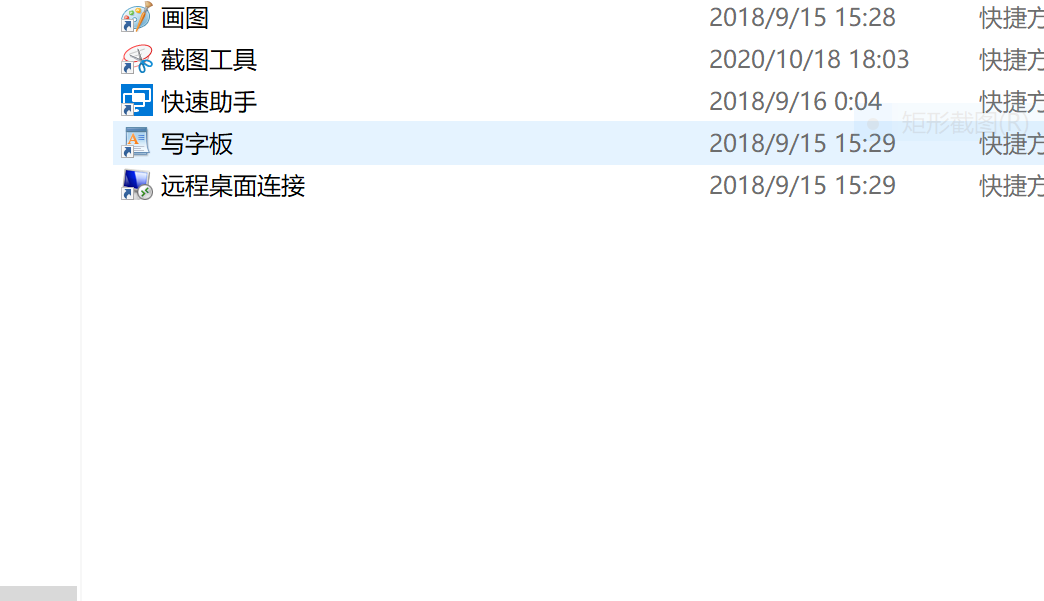 画图 2018/9/15 15:28 快捷方
截图工具 2020/10/18 18:03 快捷方
快速助手 2018/9/16 0:04 快捷方
矩形截图(R)
写字板 2018/9/15 15:29 快捷方
远程桌面连接 2018/9/15 15:29 快捷方